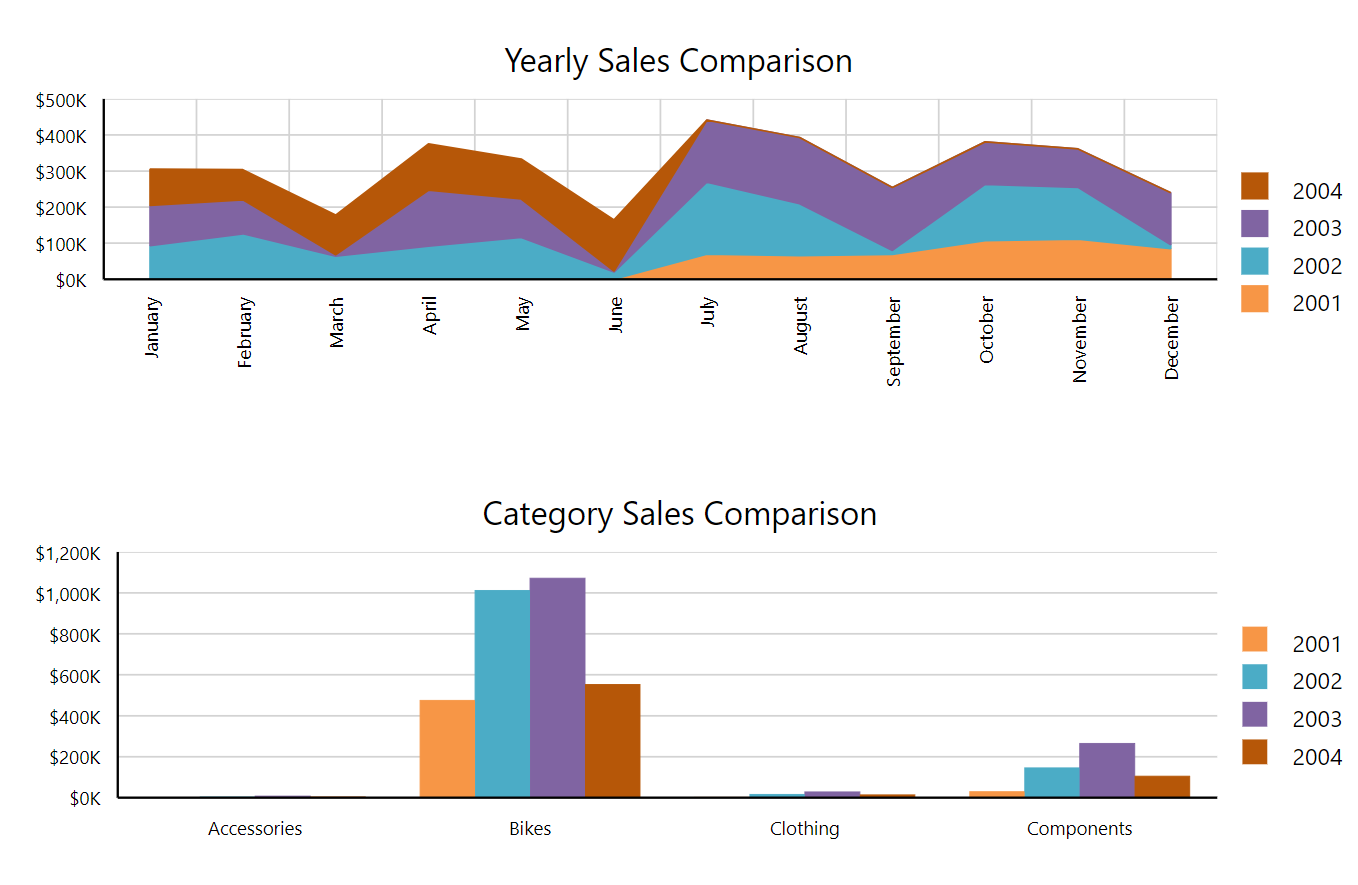 Yearly Sales Comparison
$500K
$400K
$300K
$200K
$100K
$0K
January
February
March
April
May
June
July
August
September
October
November
December
2004
2003
2002
2001
Category Sales Comparison
$1,200K
$1,000K
$800K
$600K
$400K
$200K
$0K
Accessories
Bikes
Clothing
Components
2001
2002
2003
2004